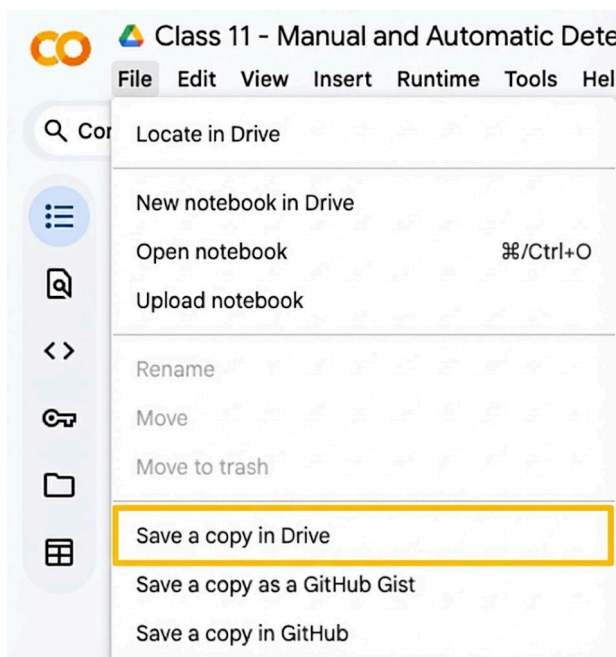 Class 11 - Manual and Automatic Dete
File Edit View Insert Runtime Tools Hel
Cor
Locate in Drive
New notebook in Drive
Open notebook ⌘/Ctrl+O
Upload notebook
Rename
Move
Move to trash
Save a copy in Drive
Save a copy as a GitHub Gist
Save a copy in GitHub